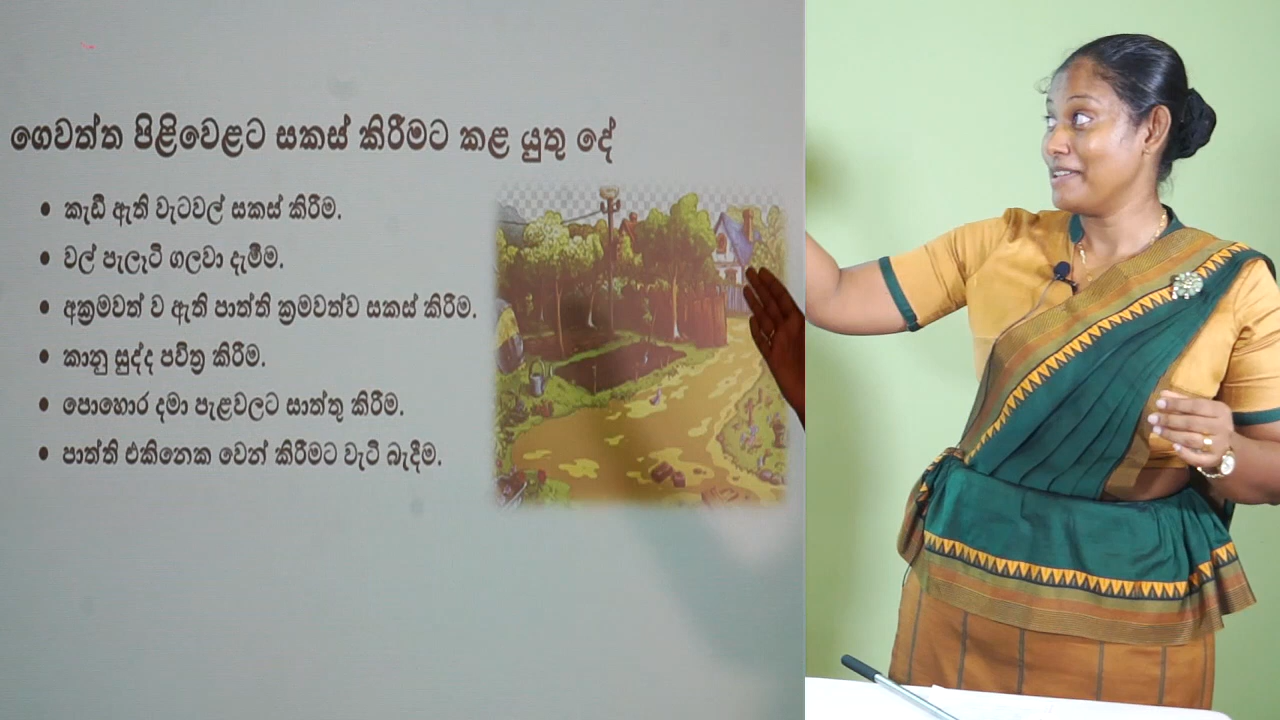 ගෙවත්ත පිළිවෙළට සකස් කිරීමට කළ යුතු දේ
• කැඩී ඇති වැටවල් සකස් කිරීම.
• වල් පැලෑටි ගලවා දැමීම.
• අක්‍රමවත් ව ඇති පාත්ති ක්‍රමවත්ව සකස් කිරීම.
• කානු සුද්ද පවිත්‍ර කිරීම.
• පොහොර දමා පැළවලට සාත්තු කිරීම.
• පාත්ති එකිනෙක වෙන් කිරීමට වැටි බැදීම.